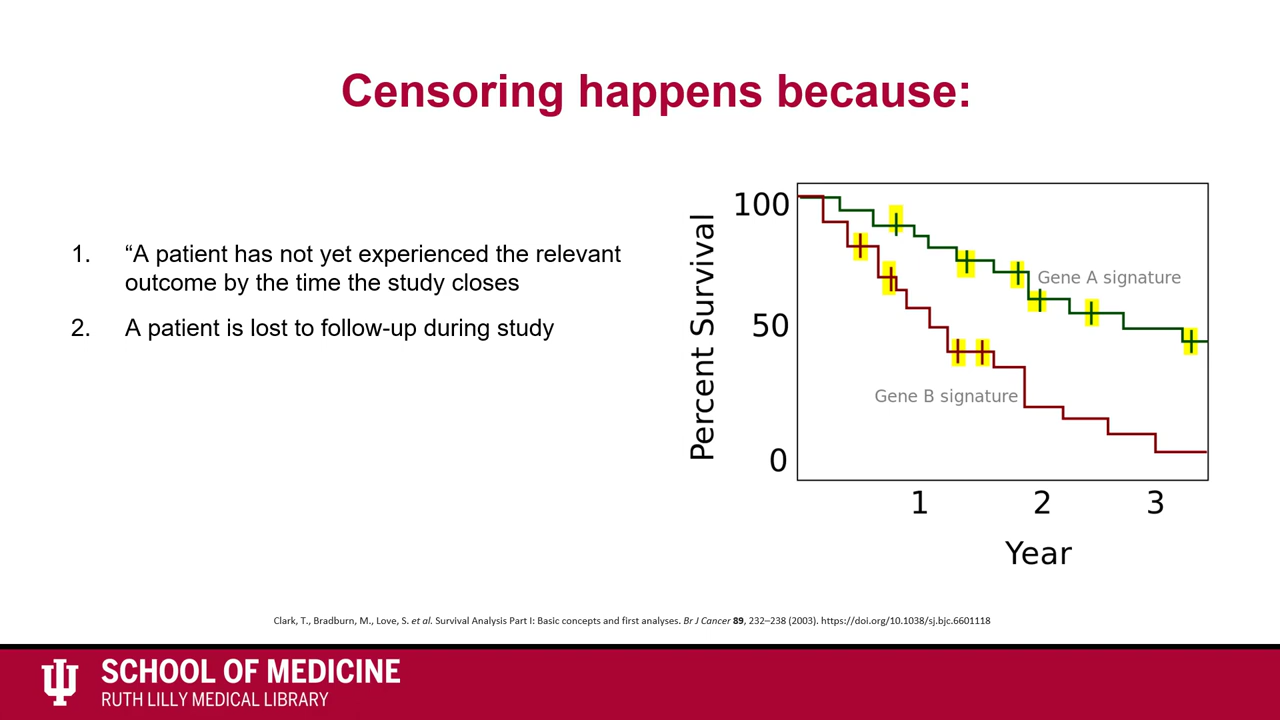 Censoring happens because:
1. “A patient has not yet experienced the relevant
outcome by the time the study closes
2. A patient is lost to follow-up during study
Percent Survival
100
50
0
Gene A signature
Gene B signature
1 2 3
Year
Clark, T., Bradburn, M., Love, S. et al. Survival Analysis Part I: Basic concepts and first analyses. Br J Cancer 89, 232–238 (2003). https://doi.org/10.1038/sj.bjc.6601118
SCHOOL OF MEDICINE
RUTH LILLY MEDICAL LIBRARY